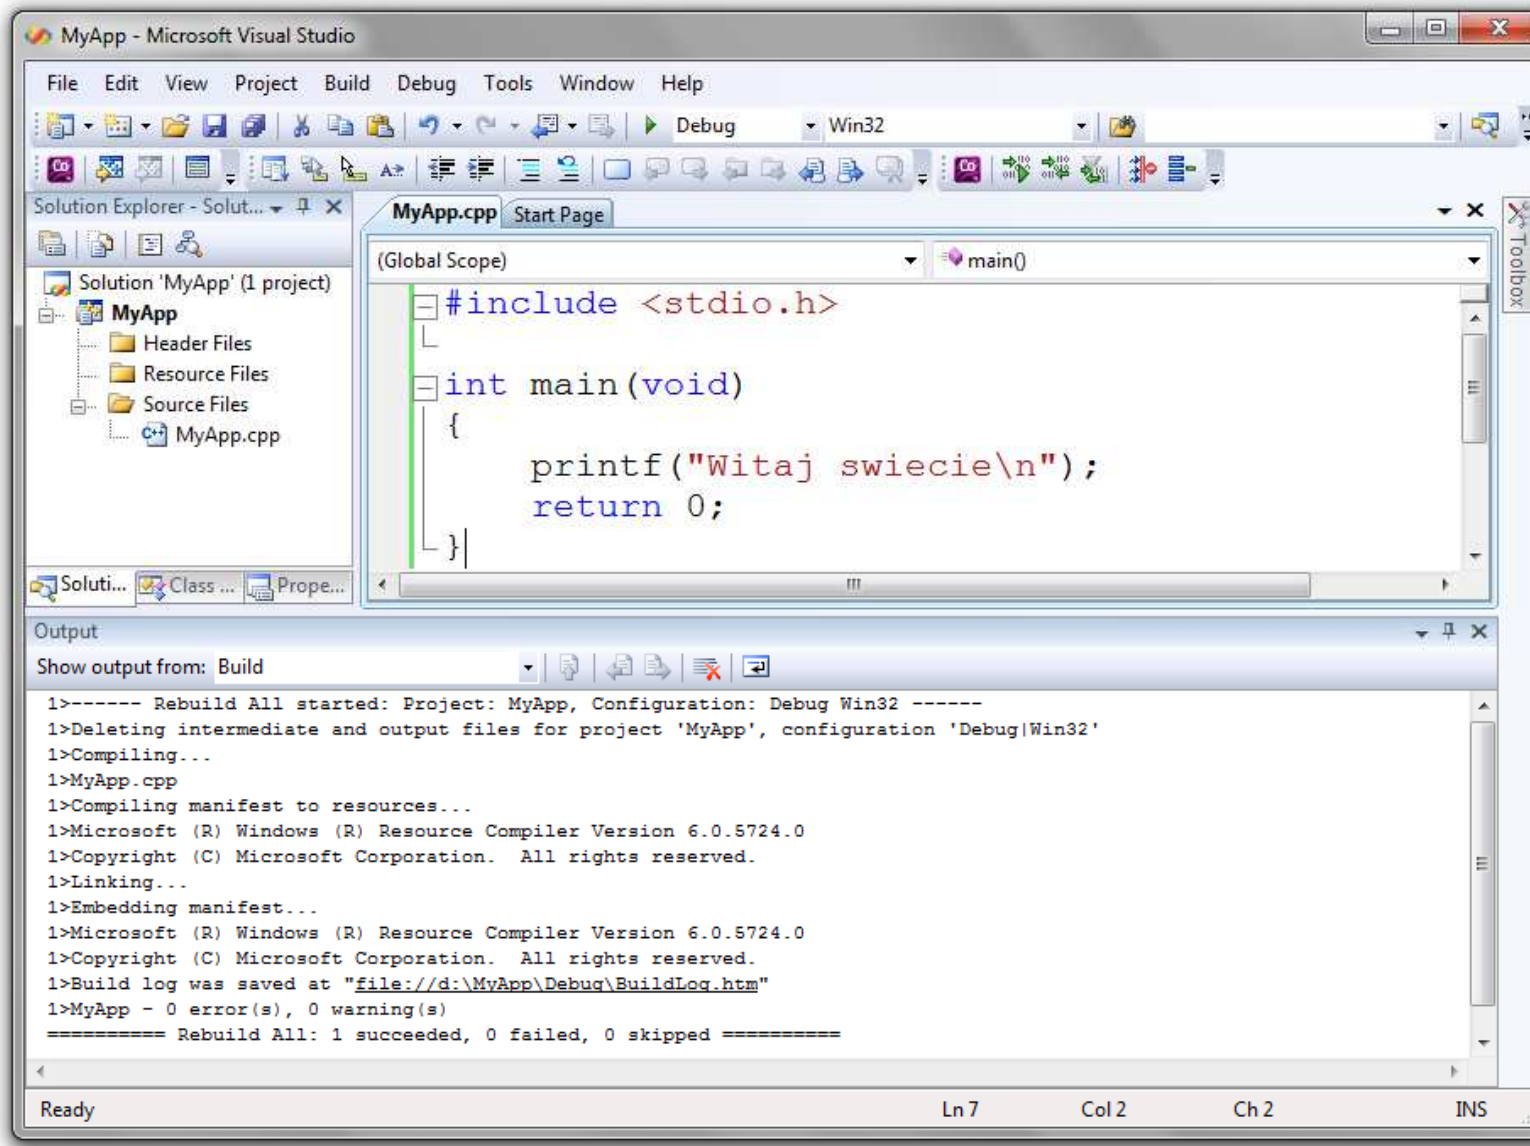 MyApp - Microsoft Visual Studio
File Edit View Project Build Debug Tools Window Help
Debug Win32
Solution Explorer - Solut...
MyApp.cpp Start Page
Toolbox
(Global Scope) main()
Solution 'MyApp' (1 project)
MyApp
Header Files
Resource Files
Source Files
MyApp.cpp
Soluti... Class ... Prope...
#include <stdio.h>
int main(void)
{
printf("Witaj swiecie\n");
return 0;
}
Output
Show output from: Build
1>------ Rebuild All started: Project: MyApp, Configuration: Debug Win32 ------
1>Deleting intermediate and output files for project 'MyApp', configuration 'Debug|Win32'
1>Compiling...
1>MyApp.cpp
1>Compiling manifest to resources...
1>Microsoft (R) Windows (R) Resource Compiler Version 6.0.5724.0
1>Copyright (C) Microsoft Corporation.  All rights reserved.
1>Linking...
1>Embedding manifest...
1>Microsoft (R) Windows (R) Resource Compiler Version 6.0.5724.0
1>Copyright (C) Microsoft Corporation.  All rights reserved.
1>Build log was saved at "file://d:\MyApp\Debug\BuildLog.htm"
1>MyApp - 0 error(s), 0 warning(s)
========== Rebuild All: 1 succeeded, 0 failed, 0 skipped ==========
Ready Ln 7 Col 2 Ch 2 INS